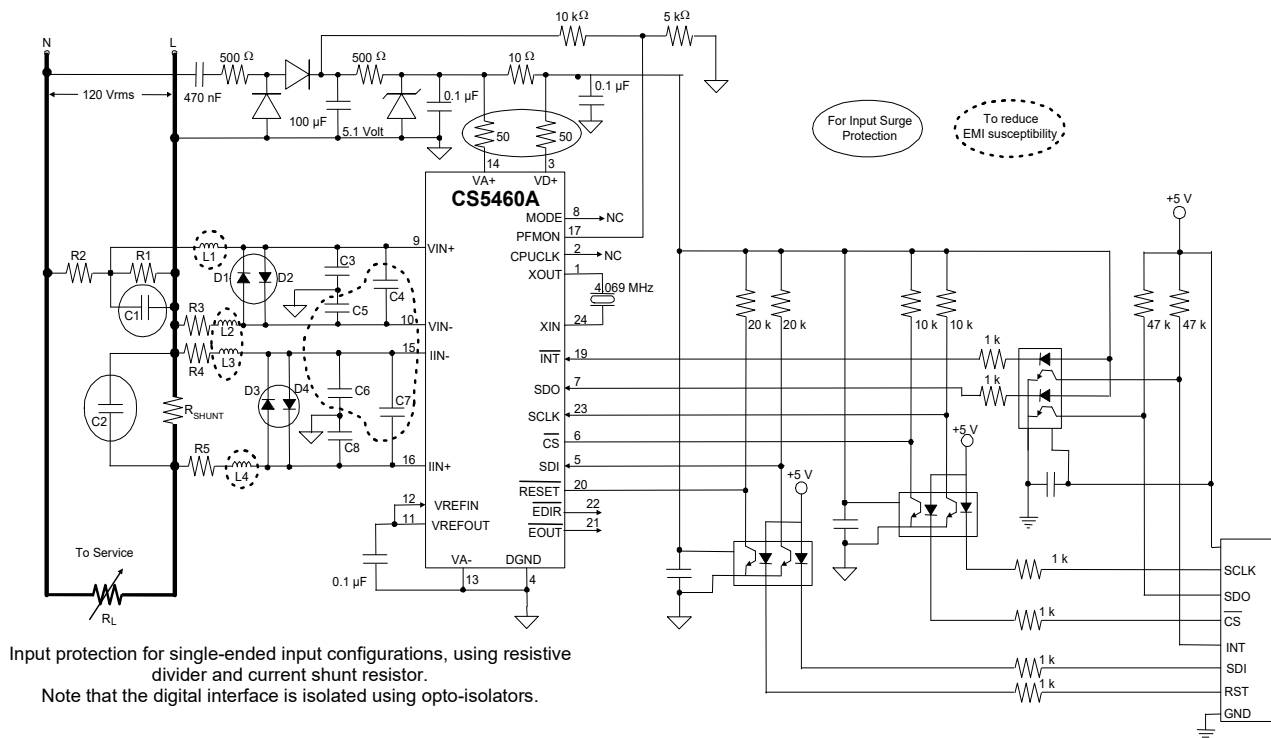 10 kΩ
5 kΩ
N
L
500 Ω
500 Ω
10 Ω
120 Vrms
470 nF
100 µF
5.1 Volt
0.1 µF
0.1 µF
50
50
14
3
VA+
VD+
CS5460A
For Input Surge
Protection
To reduce
EMI susceptibility
+5 V
MODE
8
NC
PFMON
17
CPUCLK
2
NC
XOUT
1
4.069 MHz
XIN
24
R2
R1
C1
L1
D1
D2
C3
C4
C5
9
VIN+
R3
L2
10
VIN-
R4
L3
15
IIN-
C2
RSHUNT
D3
D4
C6
C7
C8
R5
L4
16
IIN+
12
VREFIN
11
VREFOUT
0.1 µF
VA-
13
DGND
4
20 k
20 k
10 k
10 k
47 k
47 k
INT
19
1 k
SDO
7
1 k
SCLK
23
CS
6
SDI
5
RESET
20
EDIR
22
EOUT
21
+5 V
+5 V
To Service
RL
1 k
SCLK
SDO
1 k
CS
INT
1 k
SDI
1 k
RST
GND
Input protection for single-ended input configurations, using resistive
divider and current shunt resistor.
Note that the digital interface is isolated using opto-isolators.